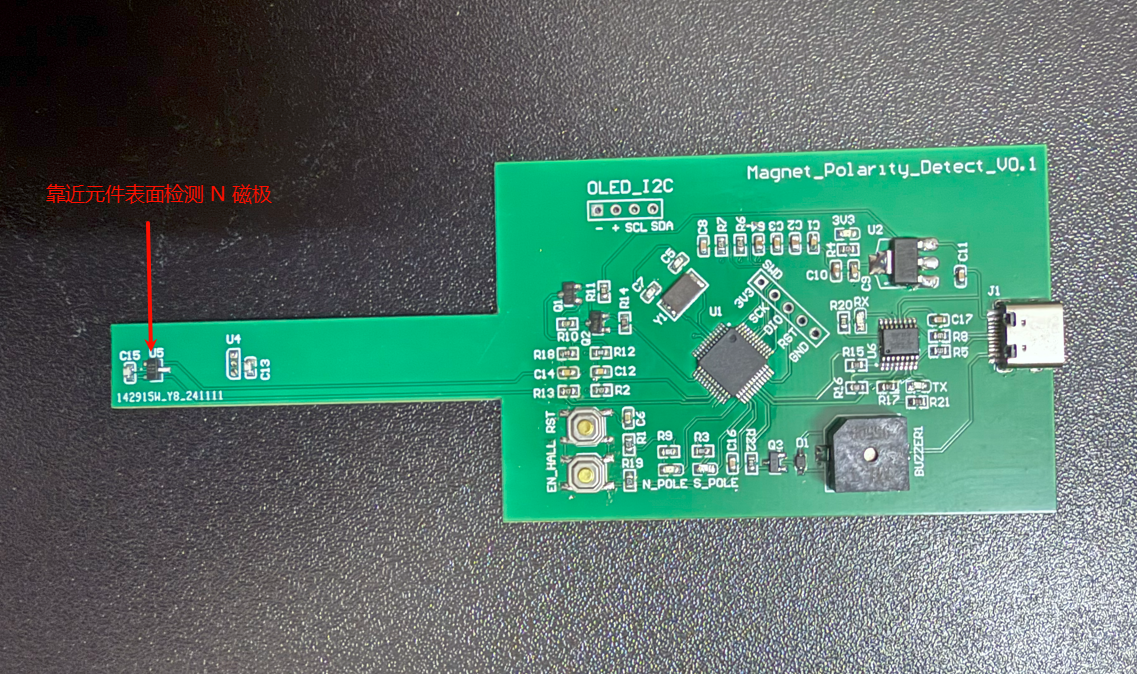 Magnet_Polarity_Detect_V0.1
OLED_I2C
- + SCL SDA
靠近元件表面检测 N 磁极
C8 R7 R6 C4 C3 C2 C1
3V3
R4
U2
C10
C9
C11
C5
C7
Y1
SWD
3V3
SCK
DIO
RST
GND
U1
Q1
R11
R14
R10
Q2
R18
R12
C14
C12
R13
R2
J1
R20
RX
C17
R8
R5
U6
R15
R16
R17
TX
R21
U4
C13
C15
U5
142915W_Y8_241111
RST
EN_HALL
C6
R1
R19
R9
R3
C16
R22
Q3
D1
BUZZER1
N_POLE S_POLE